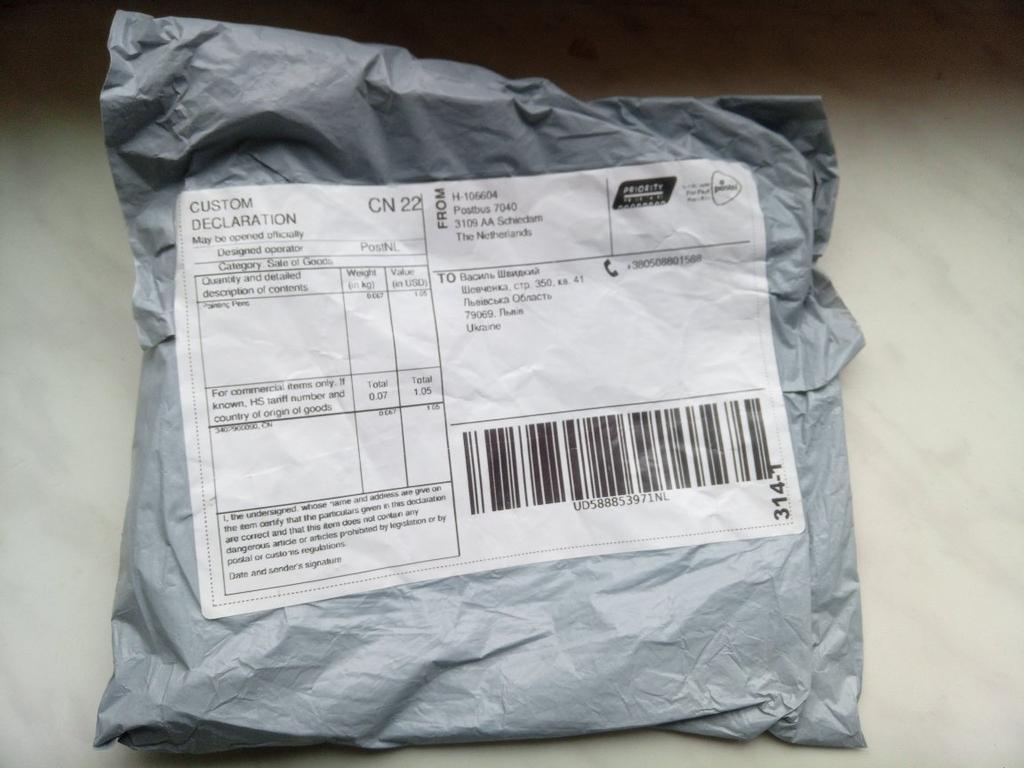 CUSTOM
DECLARATION
CN 22
May be opened officially
Designed operator PostNL
Category: Sale of Goods
Quantity and detailed
description of contents
Weight
(in kg)
Value
(in USD)
Painting Pens 0.067 1.05
For commercial items only. If
known, HS tariff number and
country of origin of goods
Total
0.07
Total
1.05
CN 0.067 1.05
I, the undersigned, whose name and address are give on
the item certify that the particulars given in this declaration
are correct and that this item does not contain any
dangerous article or articles prohibited by legislation or by
postal or customs regulations.
Date and sender's signature
FROM
H-106604
Postbus 7040
3109 AA Schiedam
The Netherlands
PRIORITY
postnl
TO Василь Швидкий
Шевченка, стр. 350, кв. 41
Львівська Область
79069, Львів
Ukraine
+380508801588
UD588853971NL
314-1